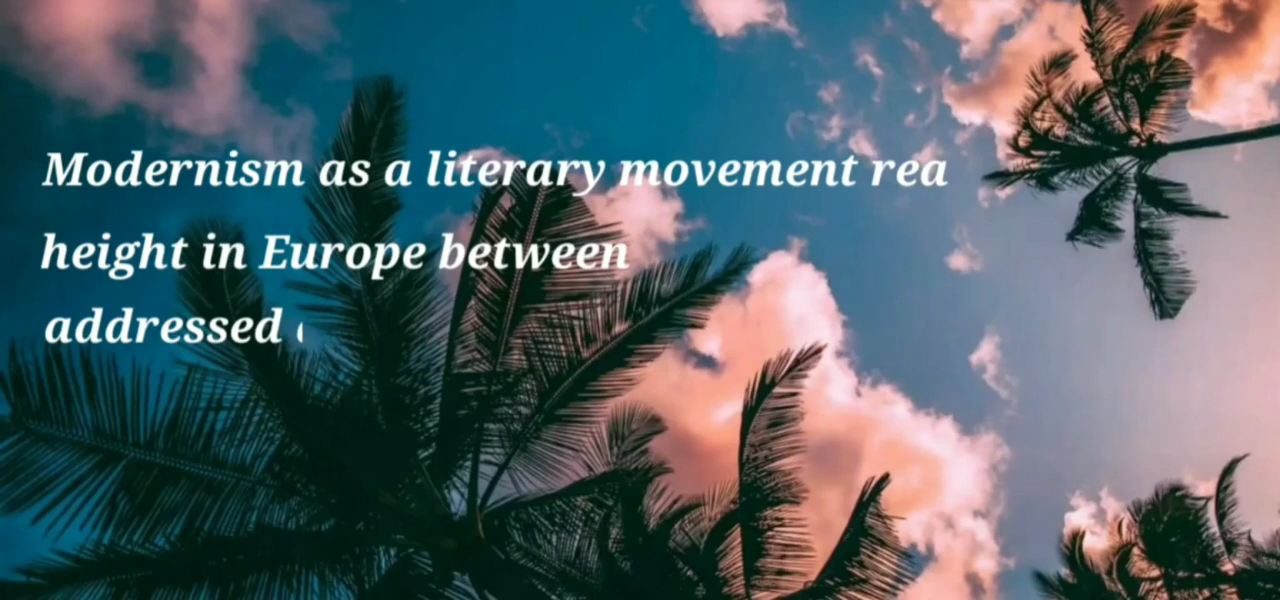 Modernism as a literary movement rea
height in Europe between
addressed